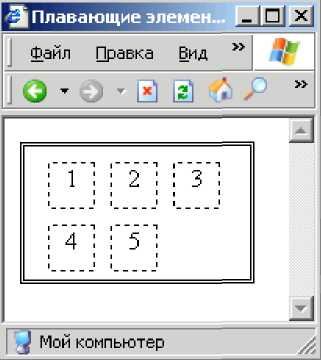 Плавающие элемен...
Файл Правка Вид »
»
1 2 3
4 5
Мой компьютер